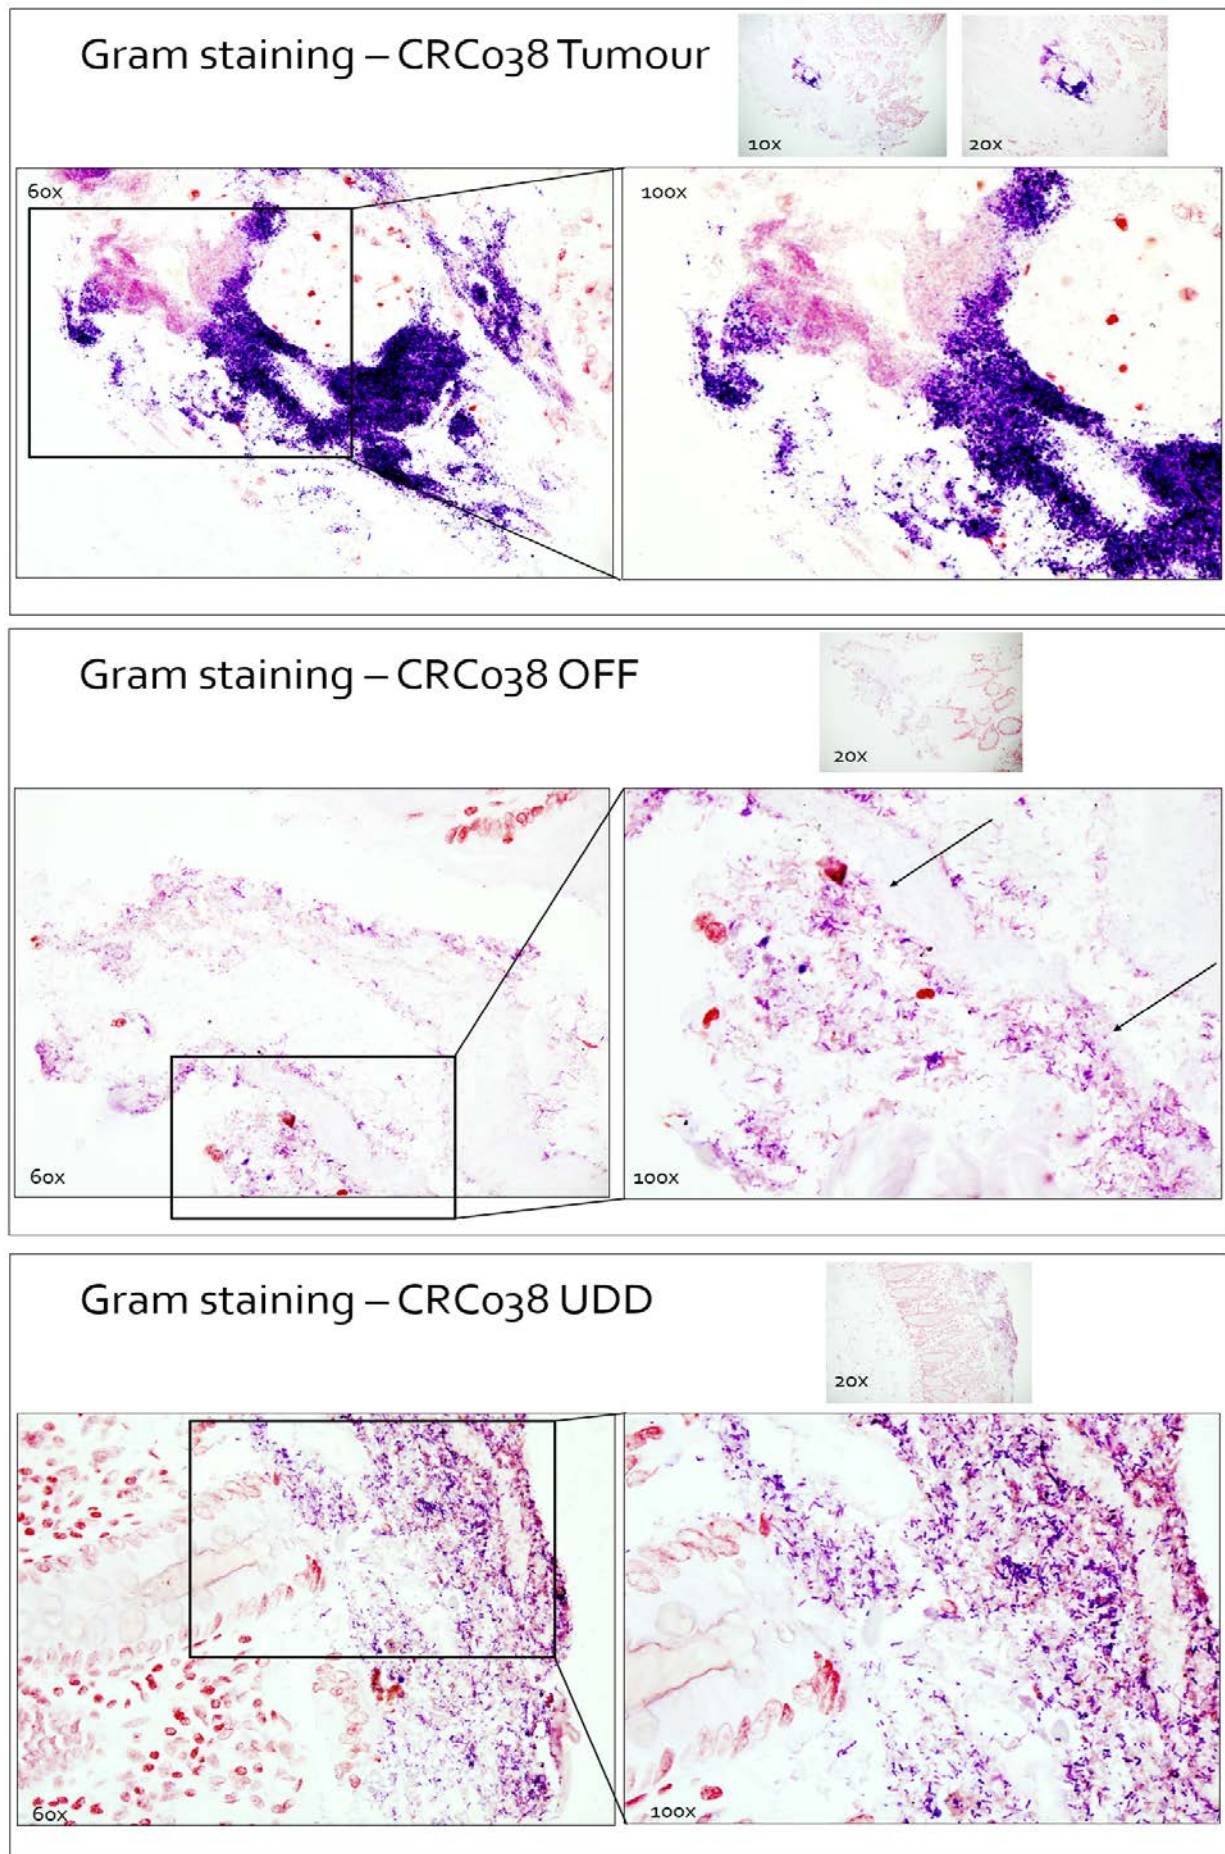 Gram staining – CRC038 Tumour
10x
20x
60x
100x
Gram staining – CRC038 OFF
20x
60x
100x
Gram staining – CRC038 UDD
20x
60x
100x